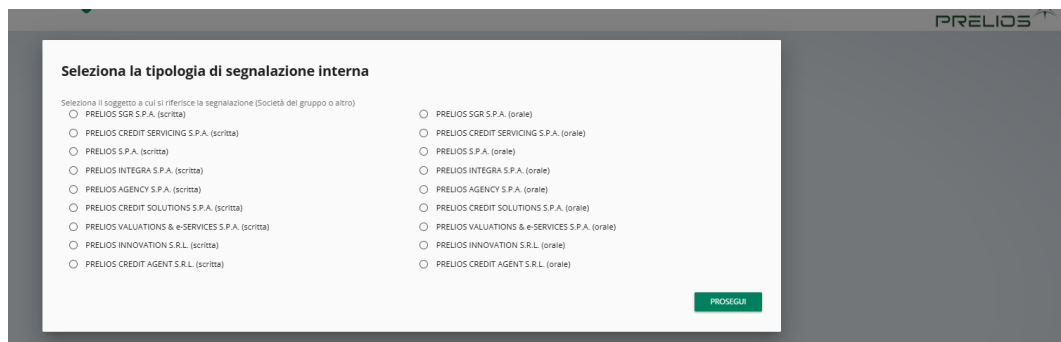 PRELIOS
Seleziona la tipologia di segnalazione interna
Seleziona il soggetto a cui si riferisce la segnalazione (Società del gruppo o altro)
PRELIOS SGR S.P.A. (scritta) PRELIOS SGR S.P.A. (orale)
PRELIOS CREDIT SERVICING S.P.A. (scritta) PRELIOS CREDIT SERVICING S.P.A. (orale)
PRELIOS S.P.A. (scritta) PRELIOS S.P.A. (orale)
PRELIOS INTEGRA S.P.A. (scritta) PRELIOS INTEGRA S.P.A. (orale)
PRELIOS AGENCY S.P.A. (scritta) PRELIOS AGENCY S.P.A. (orale)
PRELIOS CREDIT SOLUTIONS S.P.A. (scritta) PRELIOS CREDIT SOLUTIONS S.P.A. (orale)
PRELIOS VALUATIONS & e-SERVICES S.P.A. (scritta) PRELIOS VALUATIONS & e-SERVICES S.P.A. (orale)
PRELIOS INNOVATION S.R.L. (scritta) PRELIOS INNOVATION S.R.L. (orale)
PRELIOS CREDIT AGENT S.R.L. (scritta) PRELIOS CREDIT AGENT S.R.L. (orale)
PROSEGUI